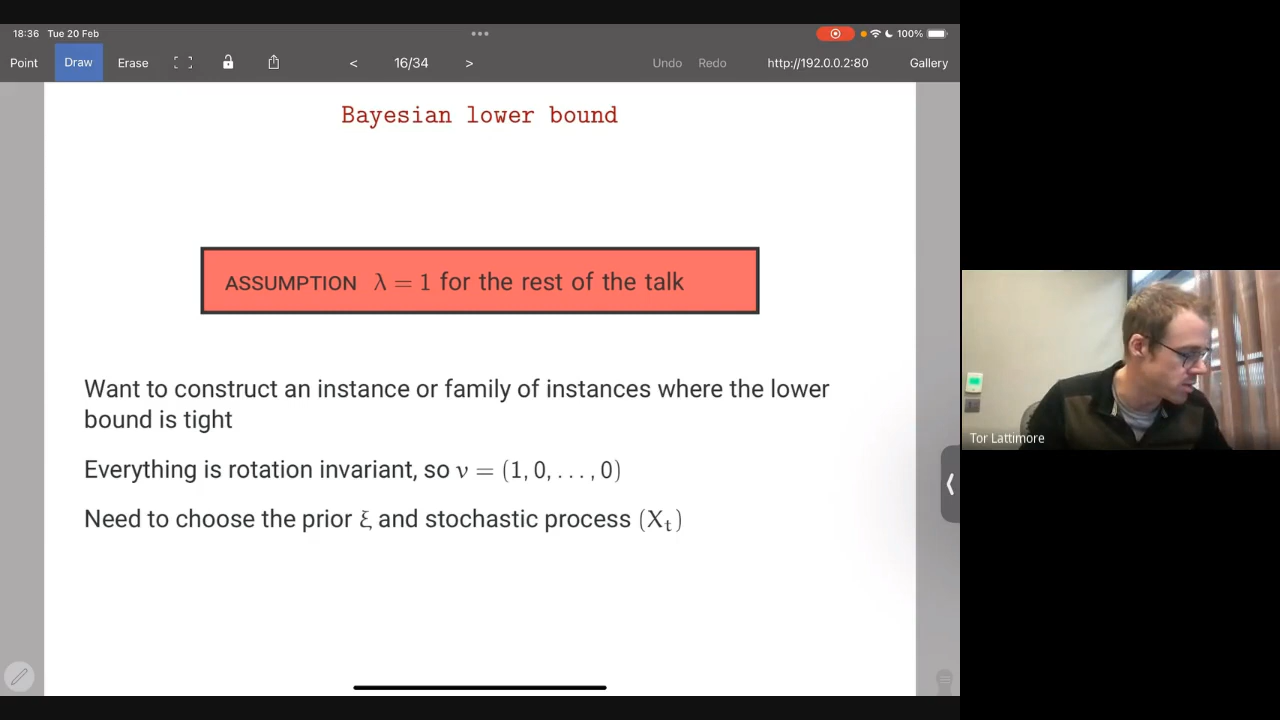 18:36 Tue 20 Feb
100%
Point Draw Erase < 16/34 > Undo Redo http://192.0.0.2:80 Gallery
Bayesian lower bound
ASSUMPTION λ = 1 for the rest of the talk
Want to construct an instance or family of instances where the lower
bound is tight
Everything is rotation invariant, so ν = (1, 0, . . . , 0)
Need to choose the prior ξ and stochastic process (Xₜ)
Tor Lattimore